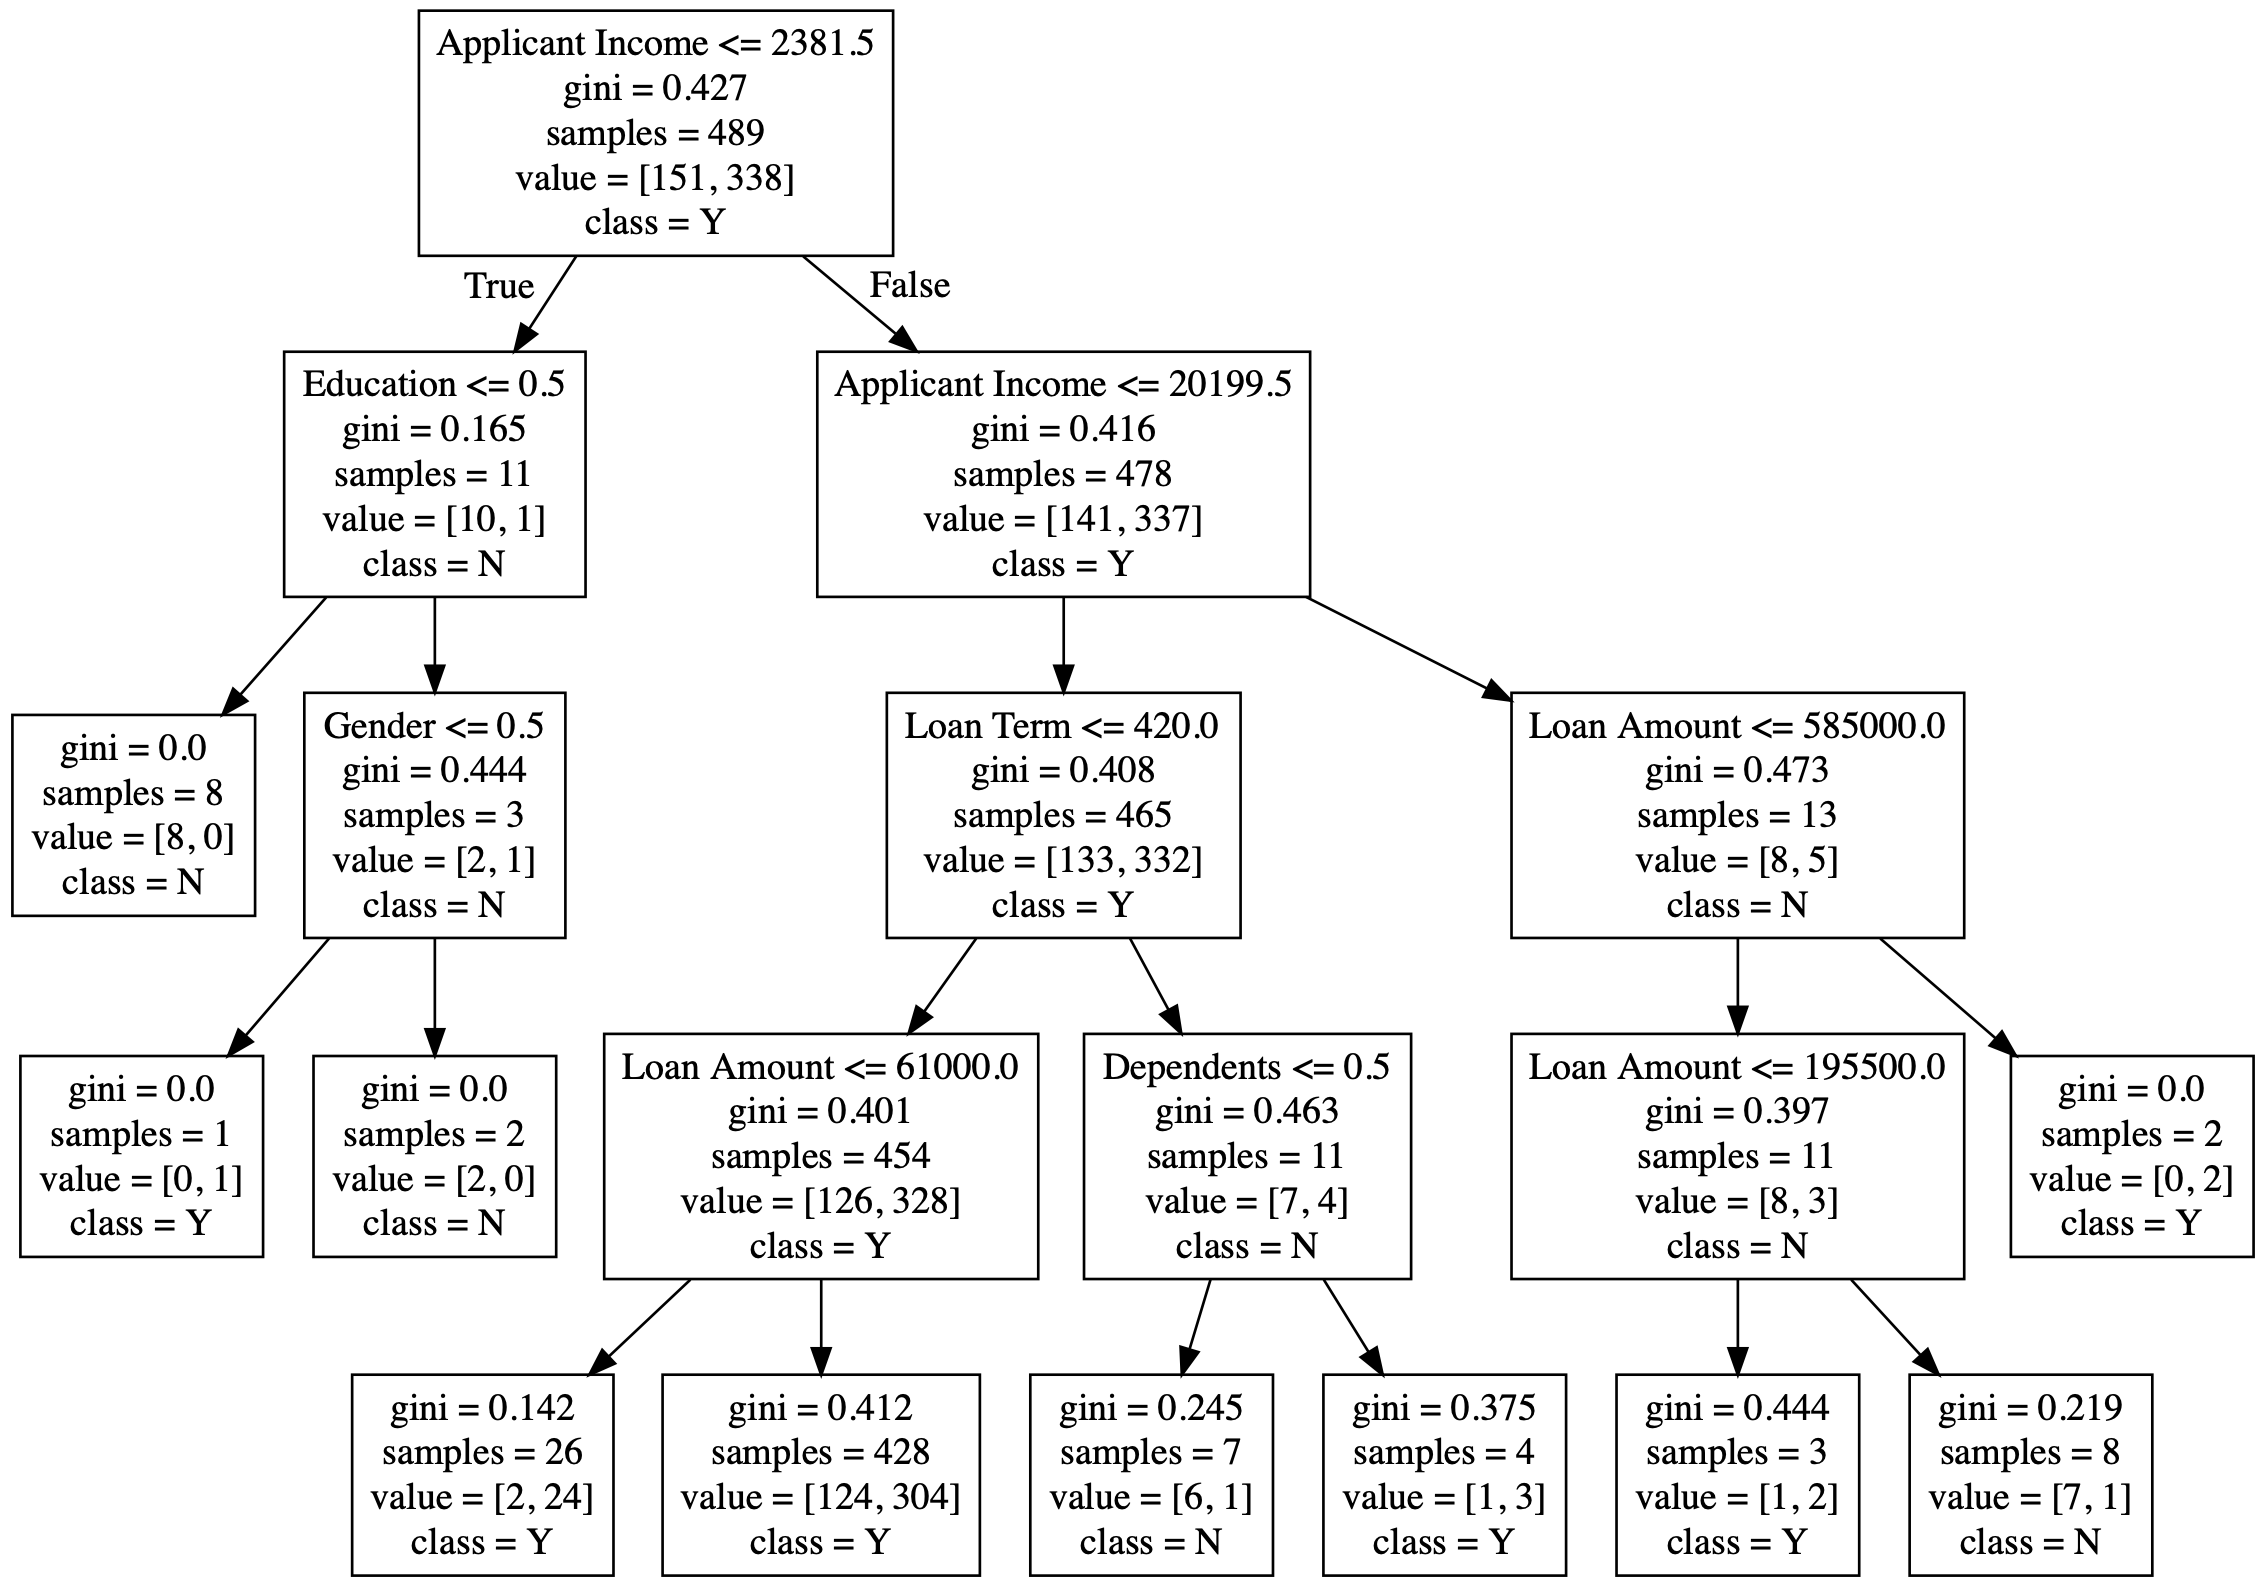 Applicant Income <= 2381.5
gini = 0.427
samples = 489
value = [151, 338]
class = Y
True
False
Education <= 0.5
gini = 0.165
samples = 11
value = [10, 1]
class = N
Applicant Income <= 20199.5
gini = 0.416
samples = 478
value = [141, 337]
class = Y
gini = 0.0
samples = 8
value = [8, 0]
class = N
Gender <= 0.5
gini = 0.444
samples = 3
value = [2, 1]
class = N
Loan Term <= 420.0
gini = 0.408
samples = 465
value = [133, 332]
class = Y
Loan Amount <= 585000.0
gini = 0.473
samples = 13
value = [8, 5]
class = N
gini = 0.0
samples = 1
value = [0, 1]
class = Y
gini = 0.0
samples = 2
value = [2, 0]
class = N
Loan Amount <= 61000.0
gini = 0.401
samples = 454
value = [126, 328]
class = Y
Dependents <= 0.5
gini = 0.463
samples = 11
value = [7, 4]
class = N
Loan Amount <= 195500.0
gini = 0.397
samples = 11
value = [8, 3]
class = N
gini = 0.0
samples = 2
value = [0, 2]
class = Y
gini = 0.142
samples = 26
value = [2, 24]
class = Y
gini = 0.412
samples = 428
value = [124, 304]
class = Y
gini = 0.245
samples = 7
value = [6, 1]
class = N
gini = 0.375
samples = 4
value = [1, 3]
class = Y
gini = 0.444
samples = 3
value = [1, 2]
class = Y
gini = 0.219
samples = 8
value = [7, 1]
class = N